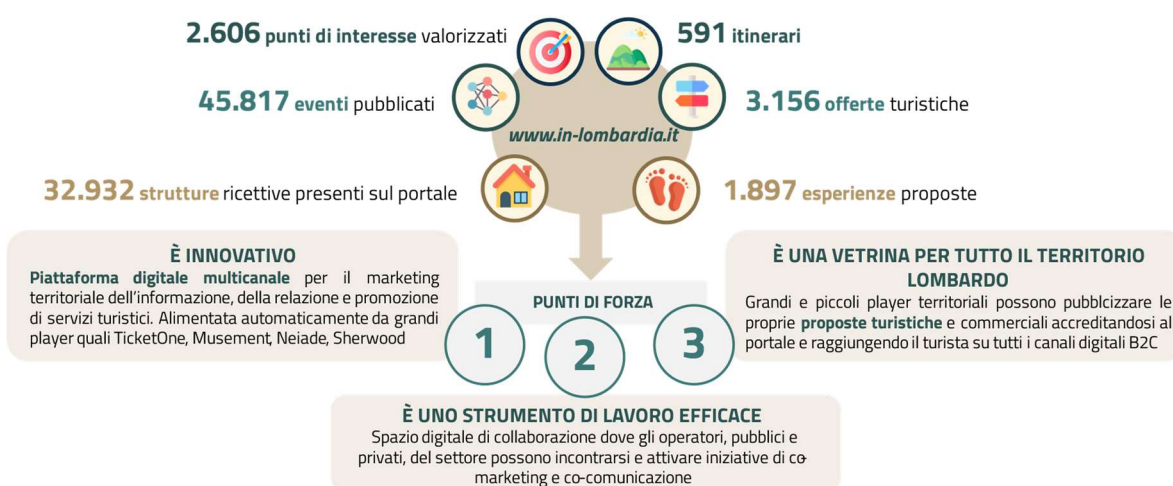 2.606 punti di interesse valorizzati
591 itinerari
45.817 eventi pubblicati
3.156 offerte turistiche
www.in-lombardia.it
32.932 strutture ricettive presenti sul portale
1.897 esperienze proposte
È INNOVATIVO
Piattaforma digitale multicanale per il marketing
territoriale dell'informazione, della relazione e promozione
di servizi turistici. Alimentata automaticamente da grandi
player quali TicketOne, Musement, Neiade, Sherwood
È UNA VETRINA PER TUTTO IL TERRITORIO
LOMBARDO
Grandi e piccoli player territoriali possono pubblcizzare le
proprie proposte turistiche e commerciali accreditandosi al
portale e raggiungendo il turista su tutti i canali digitali B2C
PUNTI DI FORZA
1
2
3
È UNO STRUMENTO DI LAVORO EFFICACE
Spazio digitale di collaborazione dove gli operatori, pubblici e
privati, del settore possono incontrarsi e attivare iniziative di co-
marketing e co-comunicazione